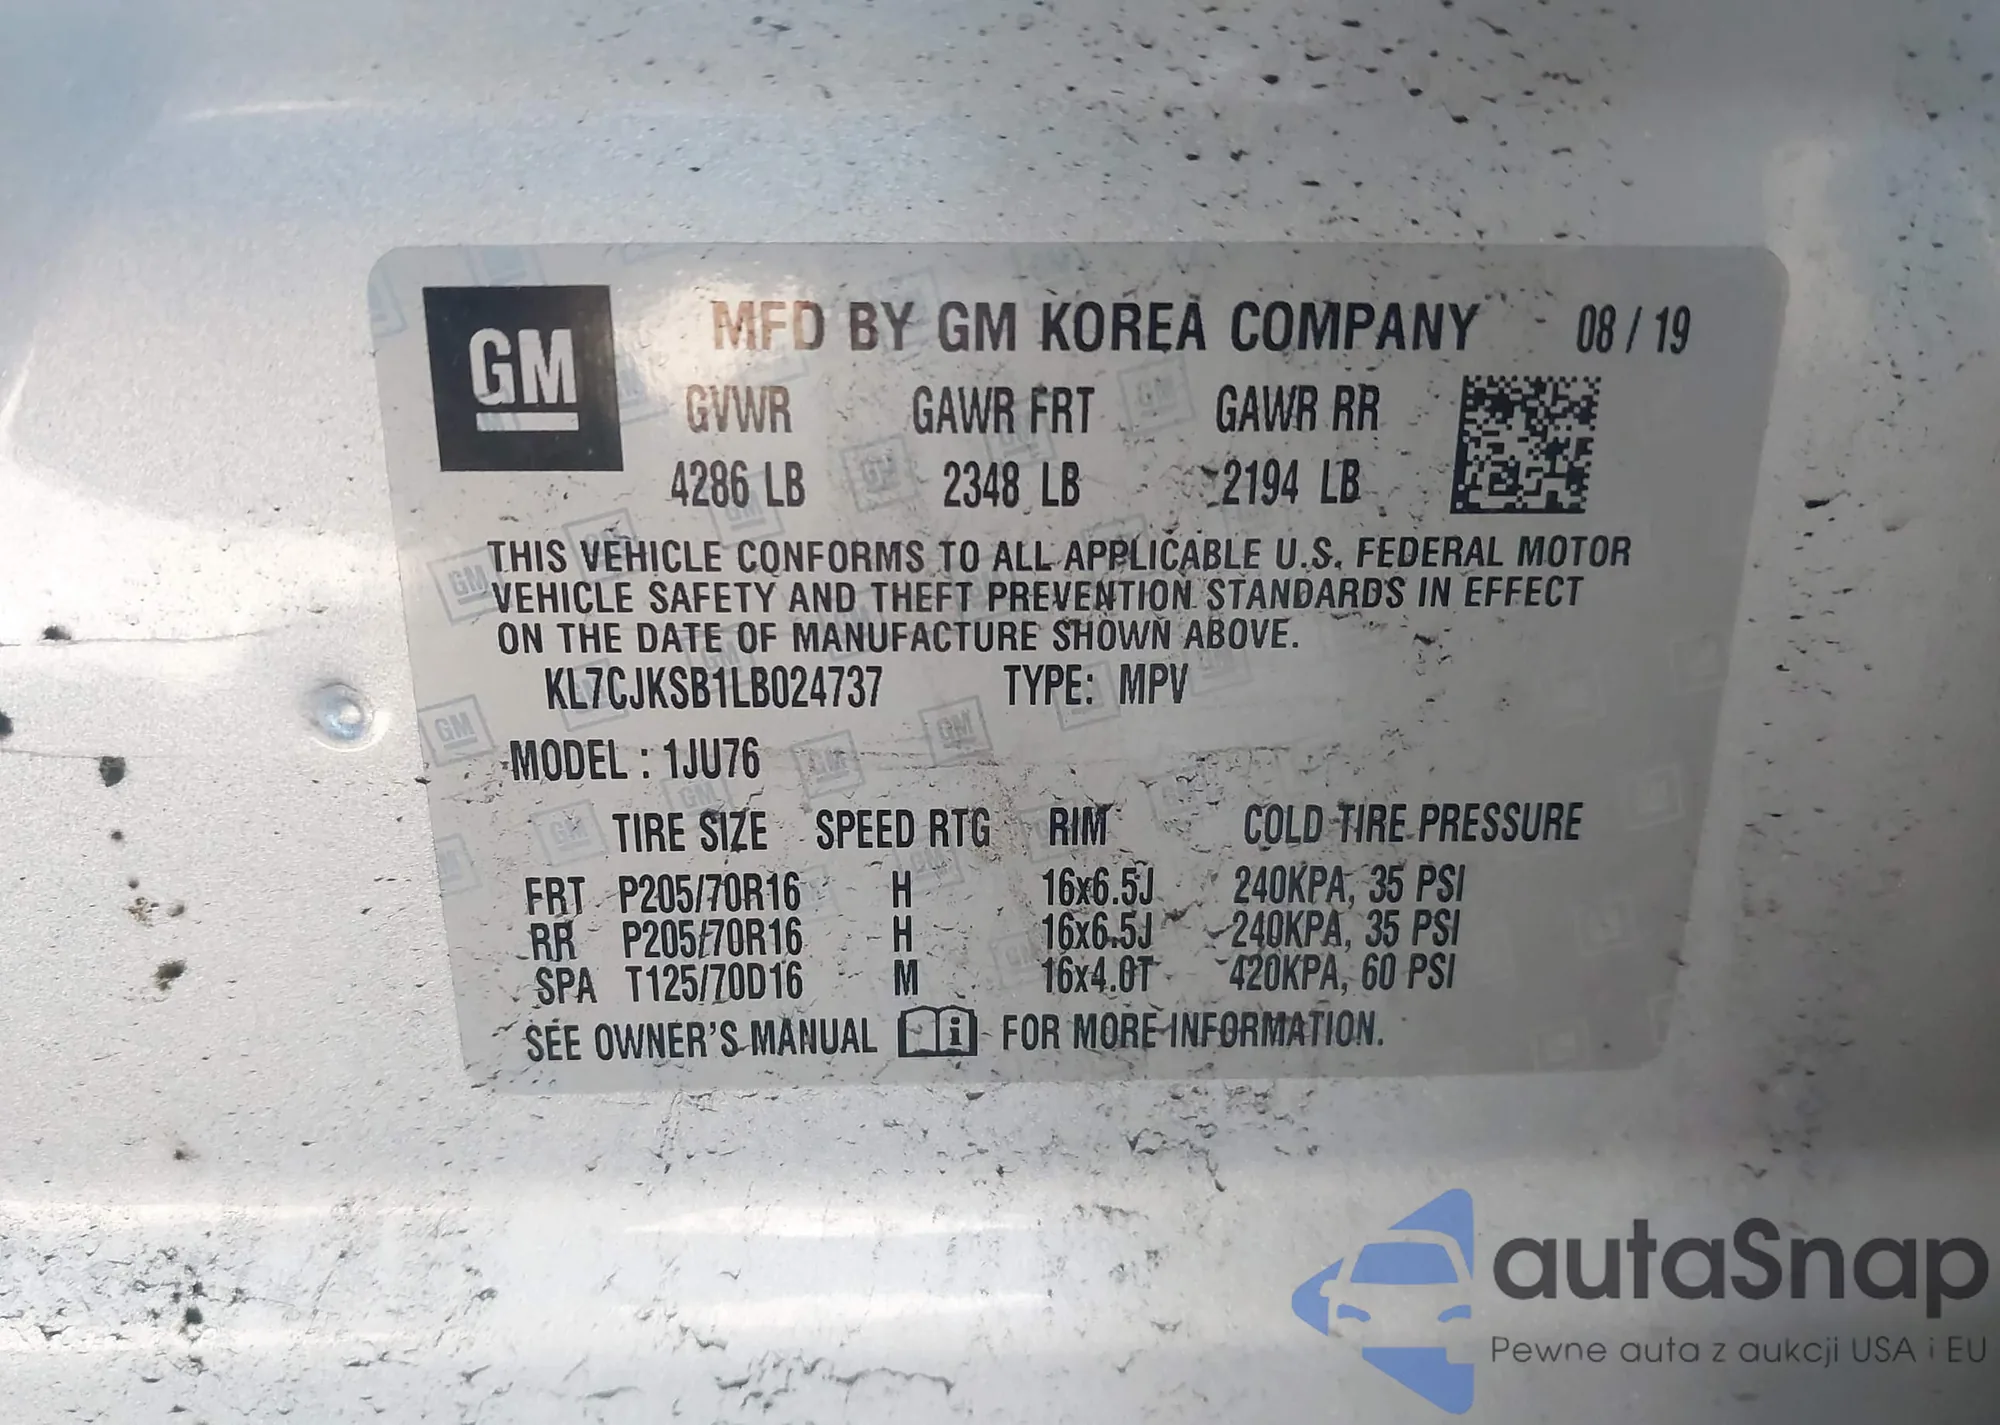 GM
MFD BY GM KOREA COMPANY 08 / 19
GVWR GAWR FRT GAWR RR
4286 LB 2348 LB 2194 LB
THIS VEHICLE CONFORMS TO ALL APPLICABLE U.S. FEDERAL MOTOR
VEHICLE SAFETY AND THEFT PREVENTION STANDARDS IN EFFECT
ON THE DATE OF MANUFACTURE SHOWN ABOVE.
KL7CJKSB1LB024737 TYPE: MPV
MODEL : 1JU76
TIRE SIZE SPEED RTG RIM COLD TIRE PRESSURE
FRT P205/70R16 H 16x6.5J 240KPA, 35 PSI
RR P205/70R16 H 16x6.5J 240KPA, 35 PSI
SPA T125/70D16 M 16x4.0T 420KPA, 60 PSI
SEE OWNER'S MANUAL i FOR MORE INFORMATION.
autaSnap
Pewne auta z aukcji USA i EU